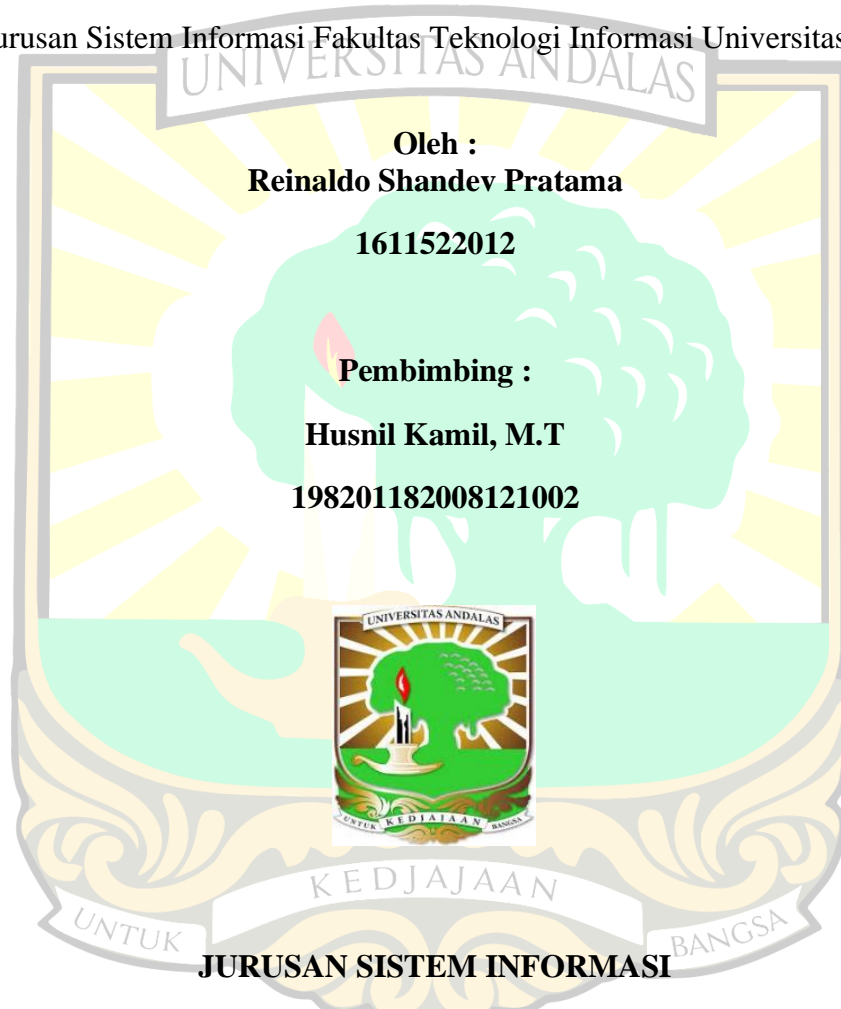 urusan Sistem Informasi Fakultas Teknologi Informasi Universitas
UNIVERSITAS ANDALAS
Oleh :
Reinaldo Shandev Pratama
1611522012
Pembimbing :
Husnil Kamil, M.T
198201182008121002
UNIVERSITAS ANDALAS
UNTUK KEDJAJAAN BANGSA
KEDJAJAAN
UNTUK BANGSA
JURUSAN SISTEM INFORMASI